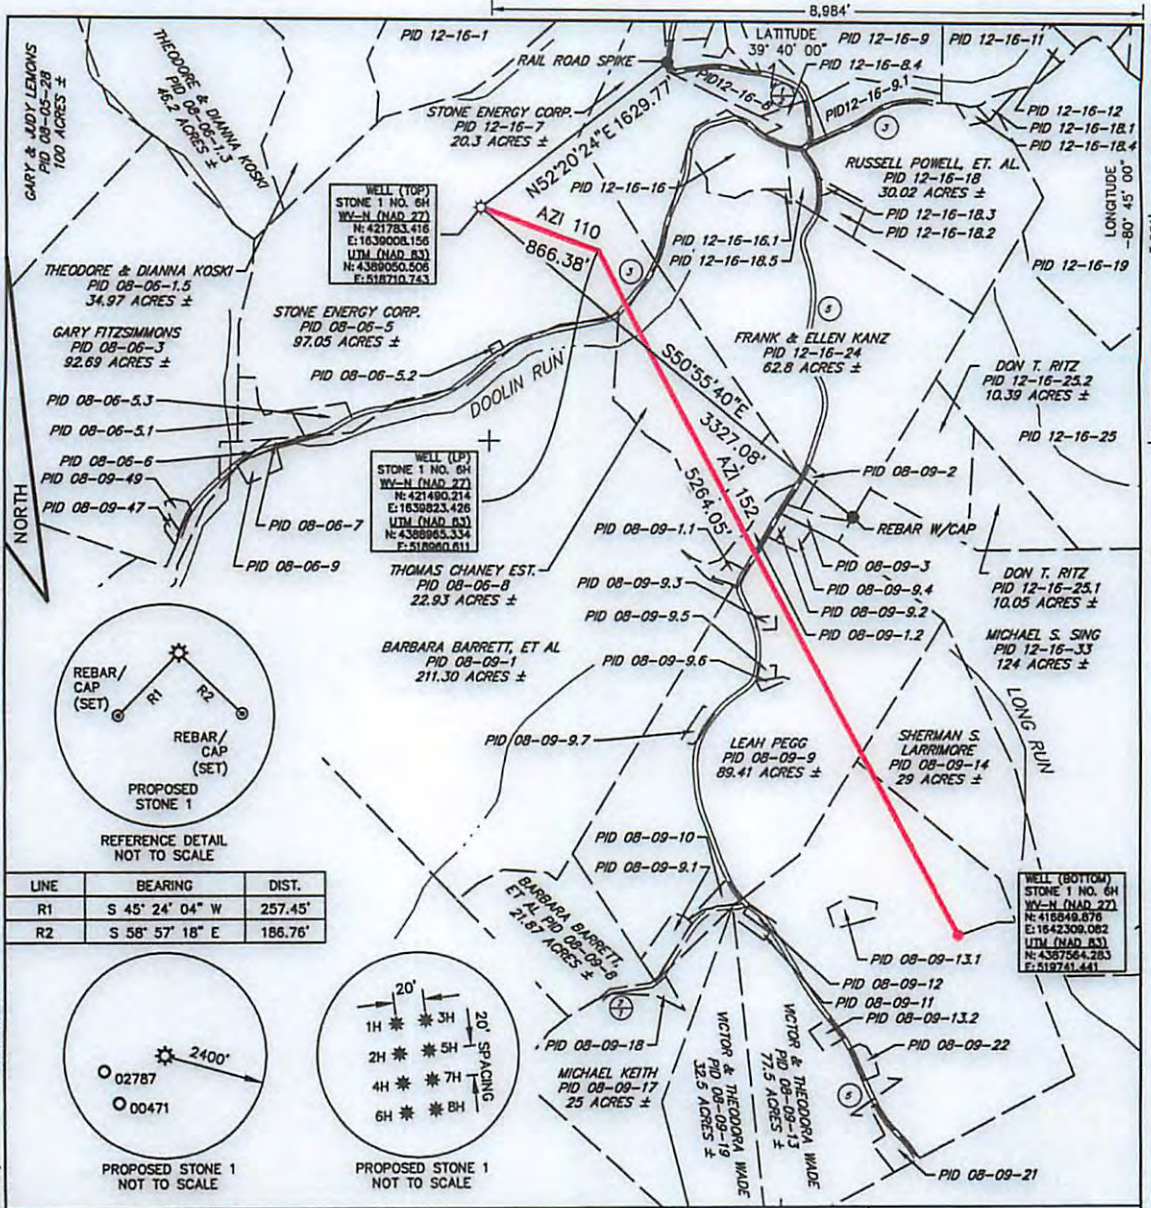 8,984'
LATITUDE
39° 40' 00"
LONGITUDE
-80° 45' 00"
GARY & JUDY LEMONS
PID 08-05-28
100 ACRES ±
THEODORE & DIANNA KOSKI
PID 08-06-1.3
46.2 ACRES ±
PID 12-16-1
PID 12-16-9
PID 12-16-11
RAIL ROAD SPIKE
PID 12-16-8.4
PID12-16-8
PID12-16-9.1
STONE ENERGY CORP.
PID 12-16-7
20.3 ACRES ±
N52°20'24"E 1629.77'
3
PID 12-16-12
PID 12-16-18.1
PID 12-16-18.4
RUSSELL POWELL, ET. AL.
PID 12-16-18
30.02 ACRES ±
PID 12-16-16
PID 12-16-18.3
PID 12-16-18.2
WELL (TOP)
STONE 1 NO. 6H
WV-N (NAD 27)
N: 421783.416
E: 1639008.156
UTM (NAD 83)
N: 4389050.506
E: 518710.743
AZI 110
866.38'
PID 12-16-16.1
PID 12-16-18.5
PID 12-16-19
3
5
THEODORE & DIANNA KOSKI
PID 08-06-1.5
34.97 ACRES ±
GARY FITZSIMMONS
PID 08-06-3
92.69 ACRES ±
STONE ENERGY CORP.
PID 08-06-5
97.05 ACRES ±
PID 08-06-5.2
DOOLIN RUN
FRANK & ELLEN KANZ
PID 12-16-24
62.8 ACRES ±
S50°55'40"E
3327.08'
AZI 152
5264.05'
DON T. RITZ
PID 12-16-25.2
10.39 ACRES ±
PID 12-16-25
PID 08-06-5.3
PID 08-06-5.1
PID 08-06-6
PID 08-09-49
PID 08-09-47
PID 08-06-7
PID 08-06-9
NORTH
WELL (LP)
STONE 1 NO. 6H
WV-N (NAD 27)
N: 421490.214
E: 1639823.426
UTM (NAD 83)
N: 4388965.334
E: 518960.611
PID 08-09-2
REBAR W/CAP
PID 08-09-1.1
PID 08-09-3
PID 08-09-9.4
PID 08-09-9.2
PID 08-09-1.2
DON T. RITZ
PID 12-16-25.1
10.05 ACRES ±
THOMAS CHANEY EST.
PID 08-06-8
22.93 ACRES ±
PID 08-09-9.3
PID 08-09-9.5
PID 08-09-9.6
MICHAEL S. SING
PID 12-16-33
124 ACRES ±
BARBARA BARRETT, ET AL
PID 08-09-1
211.30 ACRES ±
LONG RUN
PID 08-09-9.7
LEAH PEGG
PID 08-09-9
89.41 ACRES ±
SHERMAN S.
LARRIMORE
PID 08-09-14
29 ACRES ±
REBAR/
CAP
(SET)
R1
R2
REBAR/
CAP
(SET)
PROPOSED
STONE 1
REFERENCE DETAIL
NOT TO SCALE
LINE BEARING DIST.
R1 S 45° 24' 04" W 257.45'
R2 S 58° 57' 18" E 186.76'
PID 08-09-10
PID 08-09-9.1
BARBARA BARRETT,
ET AL PID 08-09-8
21.87 ACRES ±
WELL (BOTTOM)
STONE 1 NO. 6H
WV-N (NAD 27)
N: 416849.876
E: 1642309.082
UTM (NAD 83)
N: 4387564.283
E: 519741.441
PID 08-09-13.1
PID 08-09-12
PID 08-09-11
PID 08-09-13.2
PID 08-09-22
7
PID 08-09-18
MICHAEL KEITH
PID 08-09-17
25 ACRES ±
VICTOR & THEODORA WADE
PID 08-09-19
32.5 ACRES ±
VICTOR & THEODORA WADE
PID 08-09-13
77.5 ACRES ±
5
PID 08-09-21
2400'
02787
00471
PROPOSED STONE 1
NOT TO SCALE
20'
1H 3H
2H 5H
4H 7H
6H 8H
20' SPACING
PROPOSED STONE 1
NOT TO SCALE